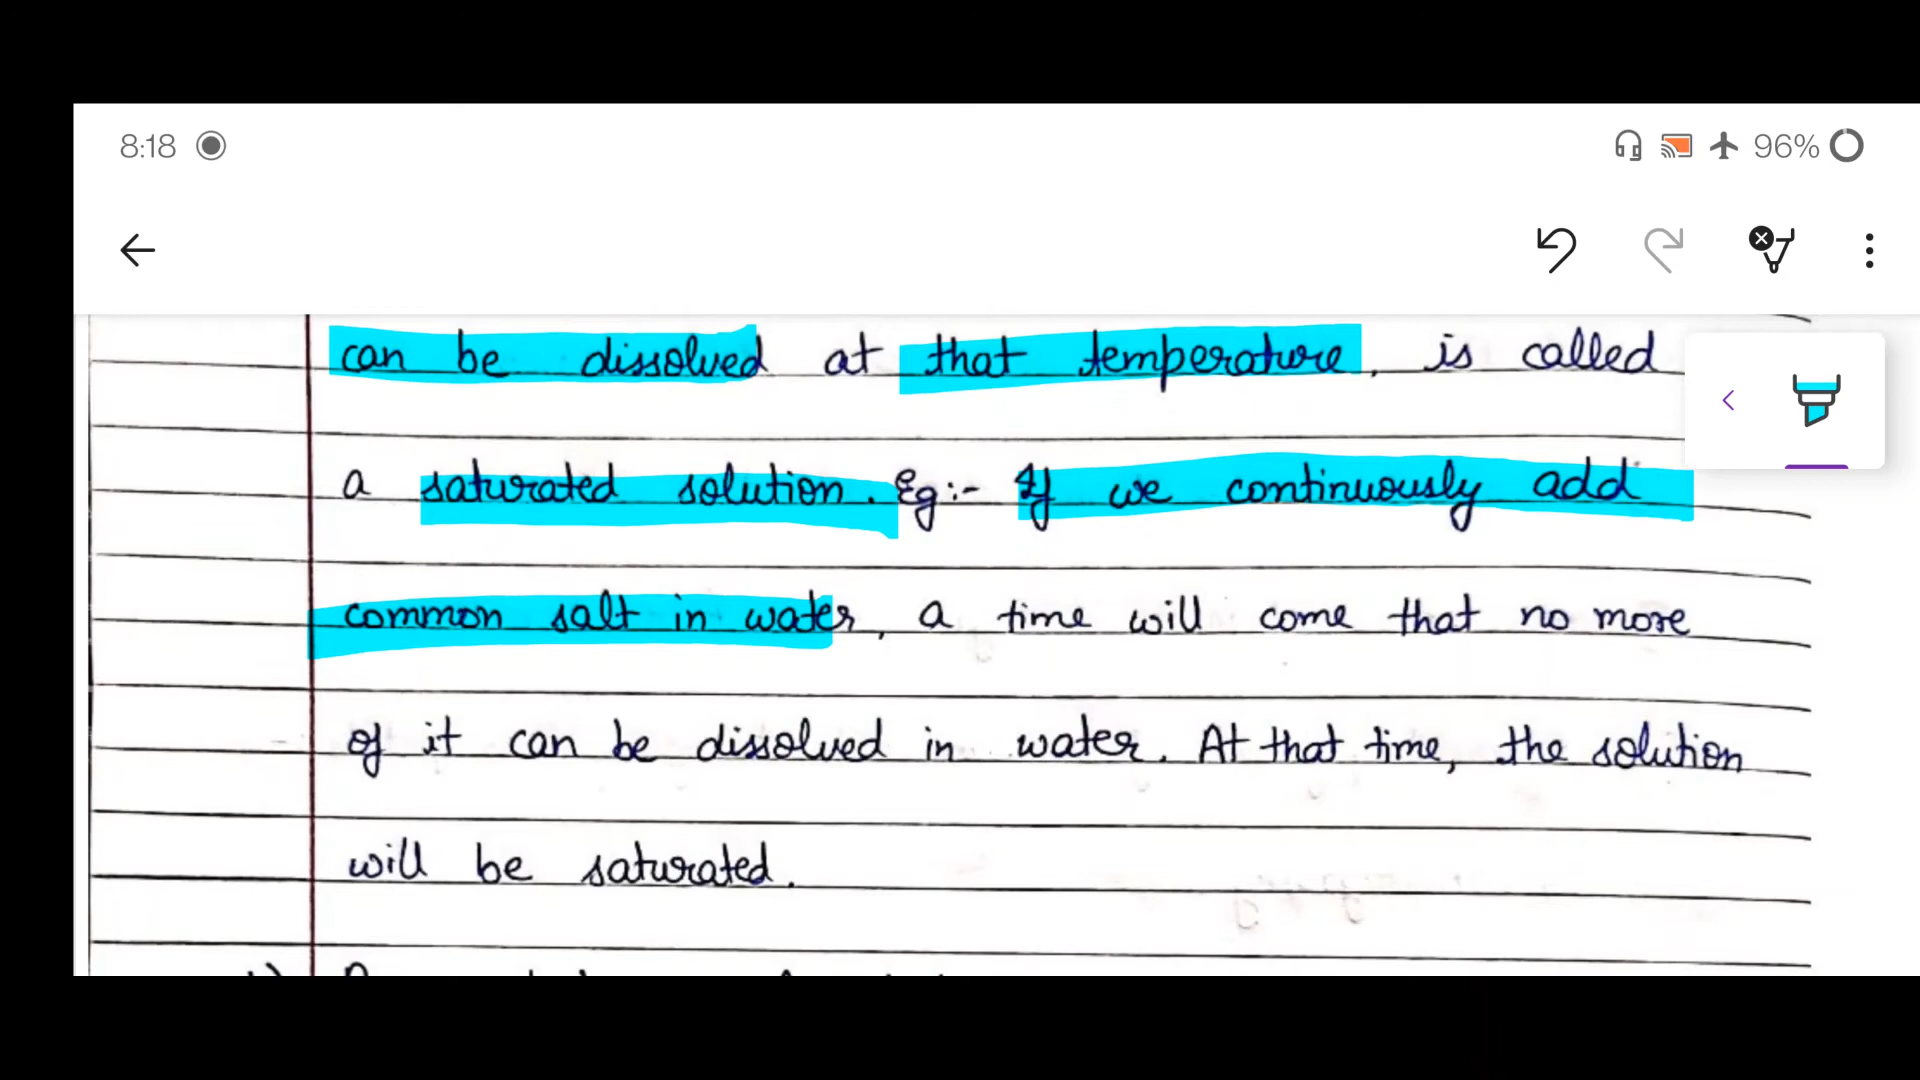 8:18
96%
can be dissolved at that temperature, is called
a saturated solution. Eg:- If we continuously add
common salt in water, a time will come that no more
of it can be dissolved in water. At that time, the solution
will be saturated.